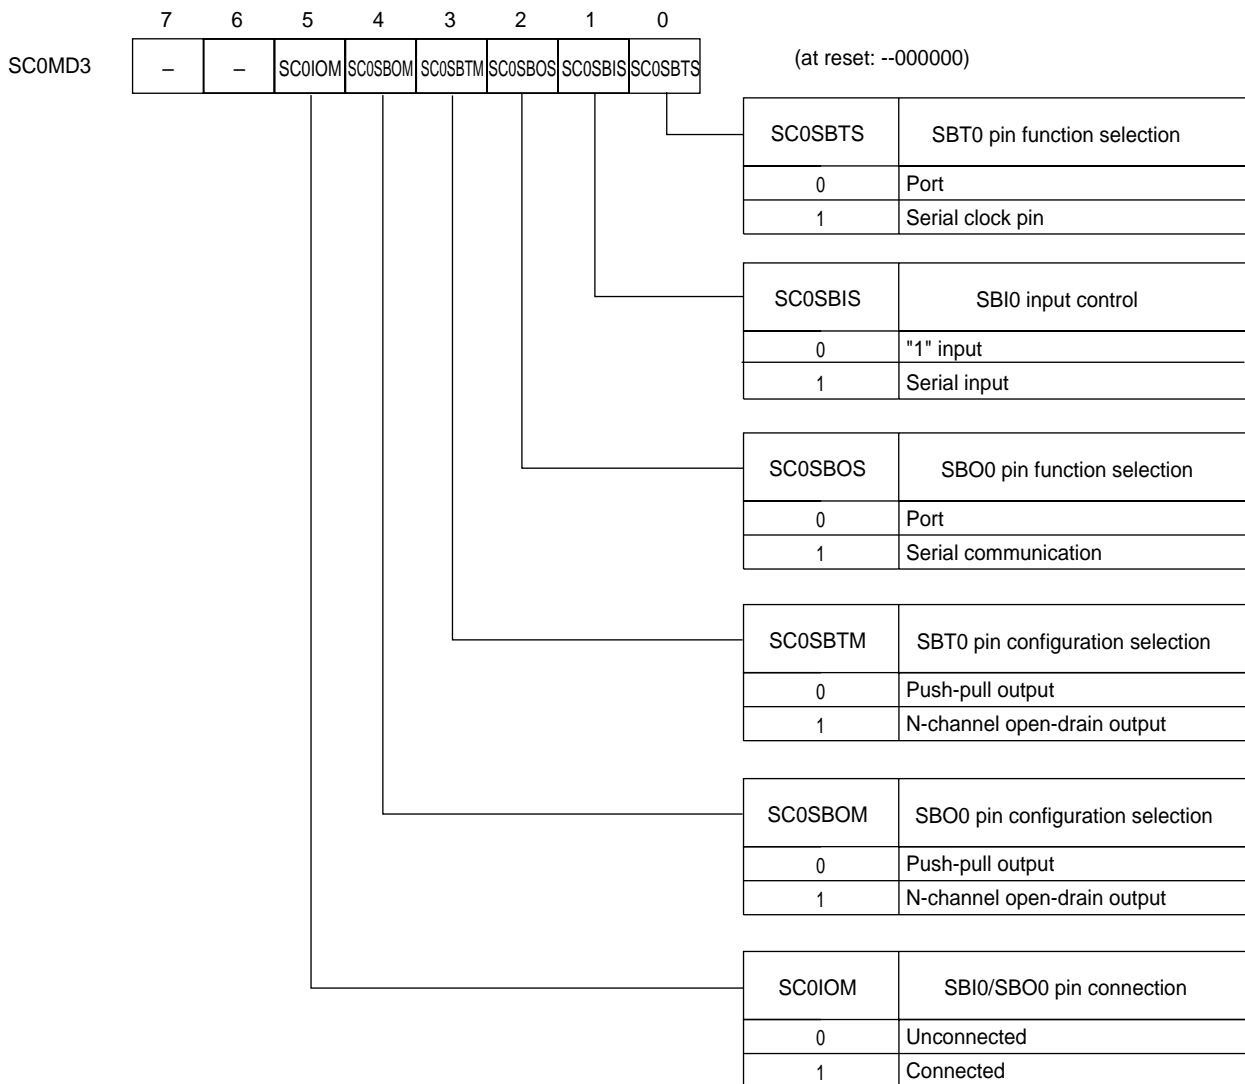 7 6 5 4 3 2 1 0
SC0MD3 – – SC0IOM SC0SBOM SC0SBTM SC0SBOS SC0SBIS SC0SBTS (at reset: --000000)
SC0SBTS SBT0 pin function selection
0 Port
1 Serial clock pin
SC0SBIS SBI0 input control
0 "1" input
1 Serial input
SC0SBOS SBO0 pin function selection
0 Port
1 Serial communication
SC0SBTM SBT0 pin configuration selection
0 Push-pull output
1 N-channel open-drain output
SC0SBOM SBO0 pin configuration selection
0 Push-pull output
1 N-channel open-drain output
SC0IOM SBI0/SBO0 pin connection
0 Unconnected
1 Connected